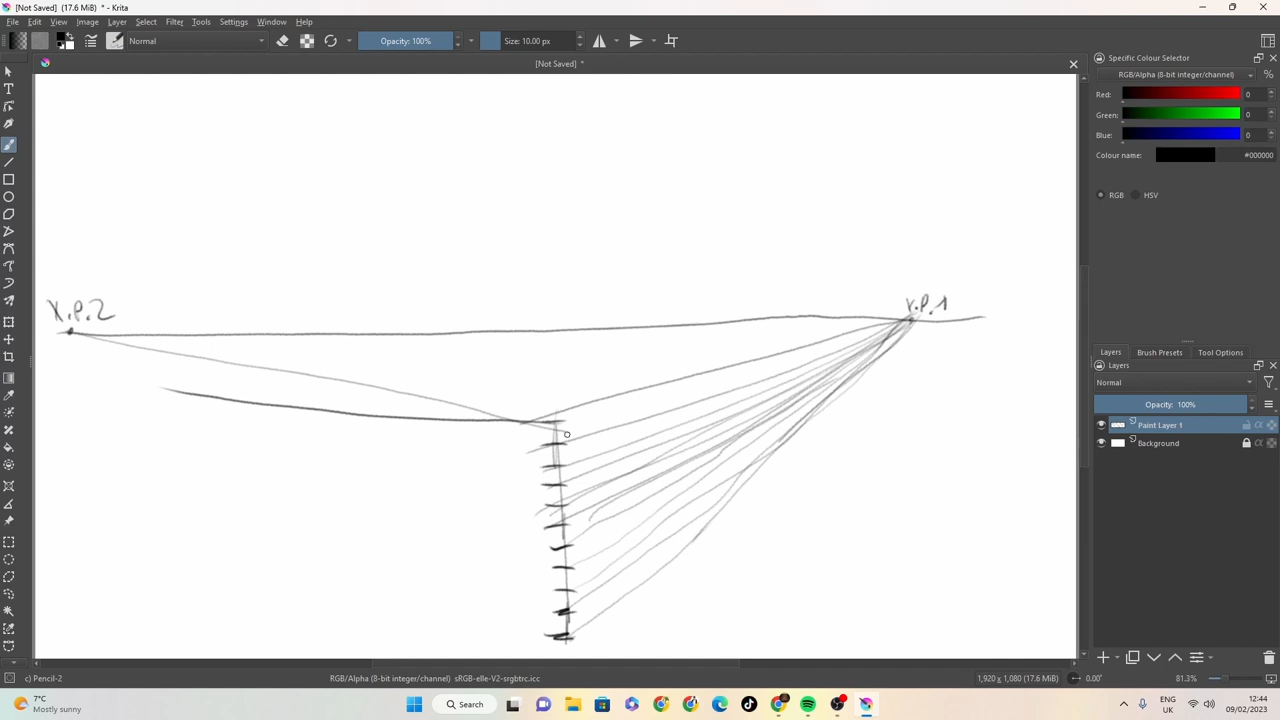 [Not Saved] (17.6 MiB) * - Krita
File Edit View Image Layer Select Filter Tools Settings Window Help
Normal Opacity: 100% Size: 10.00 px
[Not Saved] *
Specific Colour Selector
RGB/Alpha (8-bit integer/channel) %
Red: 0
Green: 0
Blue: 0
Colour name: #000000
RGB HSV
V.P.2
V.P.1
Layers Brush Presets Tool Options
Layers
Normal
Opacity: 100%
Paint Layer 1
Background
c) Pencil-2 RGB/Alpha (8-bit integer/channel) sRGB-elle-V2-srgbtrc.icc 1,920 x 1,080 (17.6 MiB) 0.00° 81.3%
7°C
Mostly sunny
Search
ENG
UK
12:44
09/02/2023